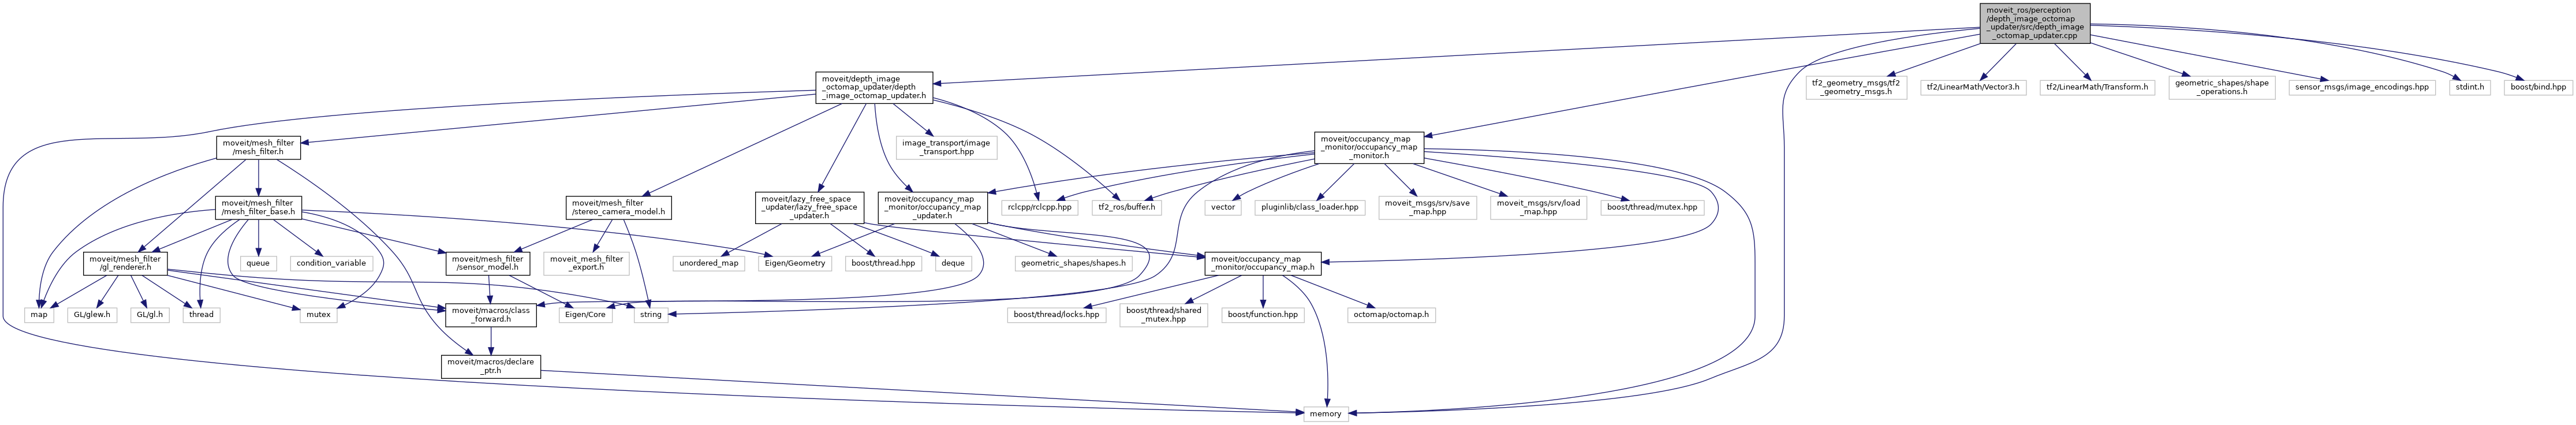 moveit_ros/perception
/depth_image_octomap
_updater/src/depth_image
_octomap_updater.cpp
moveit/depth_image
_octomap_updater/depth
_image_octomap_updater.h
tf2_geometry_msgs/tf2
_geometry_msgs.h
tf2/LinearMath/Vector3.h
tf2/LinearMath/Transform.h
geometric_shapes/shape
_operations.h
sensor_msgs/image_encodings.hpp
stdint.h
boost/bind.hpp
moveit/mesh_filter
/mesh_filter.h
image_transport/image
_transport.hpp
moveit/occupancy_map
_monitor/occupancy_map
_monitor.h
moveit/mesh_filter
/mesh_filter_base.h
moveit/mesh_filter
/stereo_camera_model.h
moveit/lazy_free_space
_updater/lazy_free_space
_updater.h
moveit/occupancy_map
_monitor/occupancy_map
_updater.h
rclcpp/rclcpp.hpp
tf2_ros/buffer.h
vector
pluginlib/class_loader.hpp
moveit_msgs/srv/save
_map.hpp
moveit_msgs/srv/load
_map.hpp
boost/thread/mutex.hpp
moveit/mesh_filter
/gl_renderer.h
queue
condition_variable
moveit/mesh_filter
/sensor_model.h
moveit_mesh_filter
_export.h
unordered_map
Eigen/Geometry
boost/thread.hpp
deque
geometric_shapes/shapes.h
moveit/occupancy_map
_monitor/occupancy_map.h
map
GL/glew.h
GL/gl.h
thread
mutex
moveit/macros/class
_forward.h
Eigen/Core
string
boost/thread/locks.hpp
boost/thread/shared
_mutex.hpp
boost/function.hpp
octomap/octomap.h
moveit/macros/declare
_ptr.h
memory